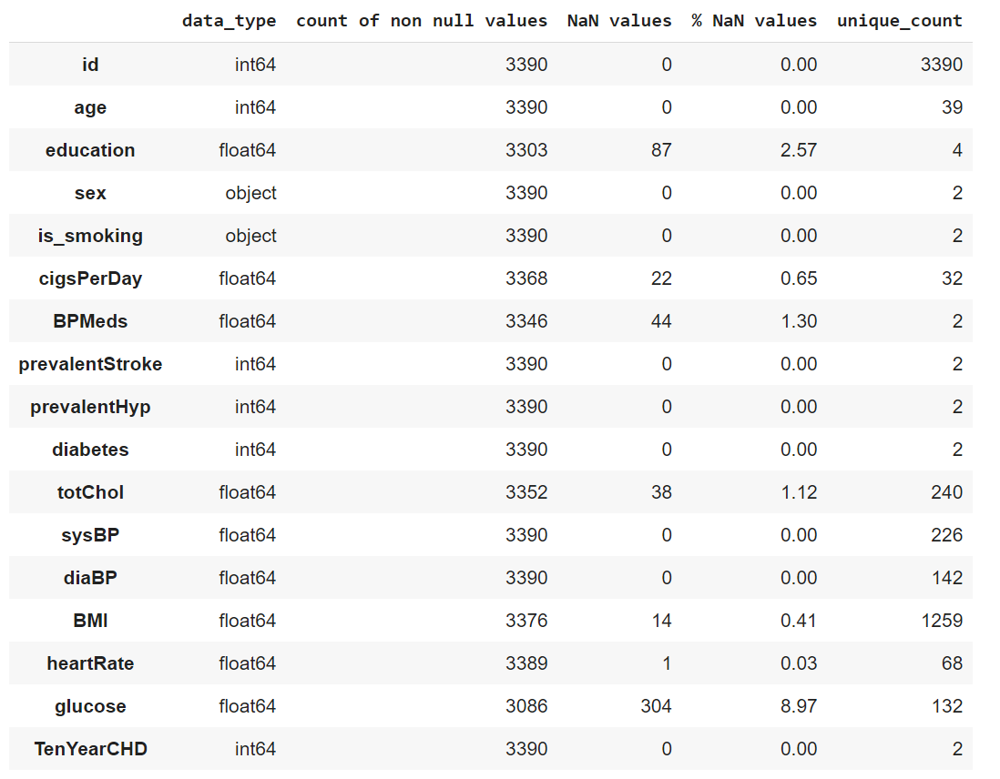 data_type count of non null values NaN values % NaN values unique_count
id int64 3390 0 0.00 3390
age int64 3390 0 0.00 39
education float64 3303 87 2.57 4
sex object 3390 0 0.00 2
is_smoking object 3390 0 0.00 2
cigsPerDay float64 3368 22 0.65 32
BPMeds float64 3346 44 1.30 2
prevalentStroke int64 3390 0 0.00 2
prevalentHyp int64 3390 0 0.00 2
diabetes int64 3390 0 0.00 2
totChol float64 3352 38 1.12 240
sysBP float64 3390 0 0.00 226
diaBP float64 3390 0 0.00 142
BMI float64 3376 14 0.41 1259
heartRate float64 3389 1 0.03 68
glucose float64 3086 304 8.97 132
TenYearCHD int64 3390 0 0.00 2